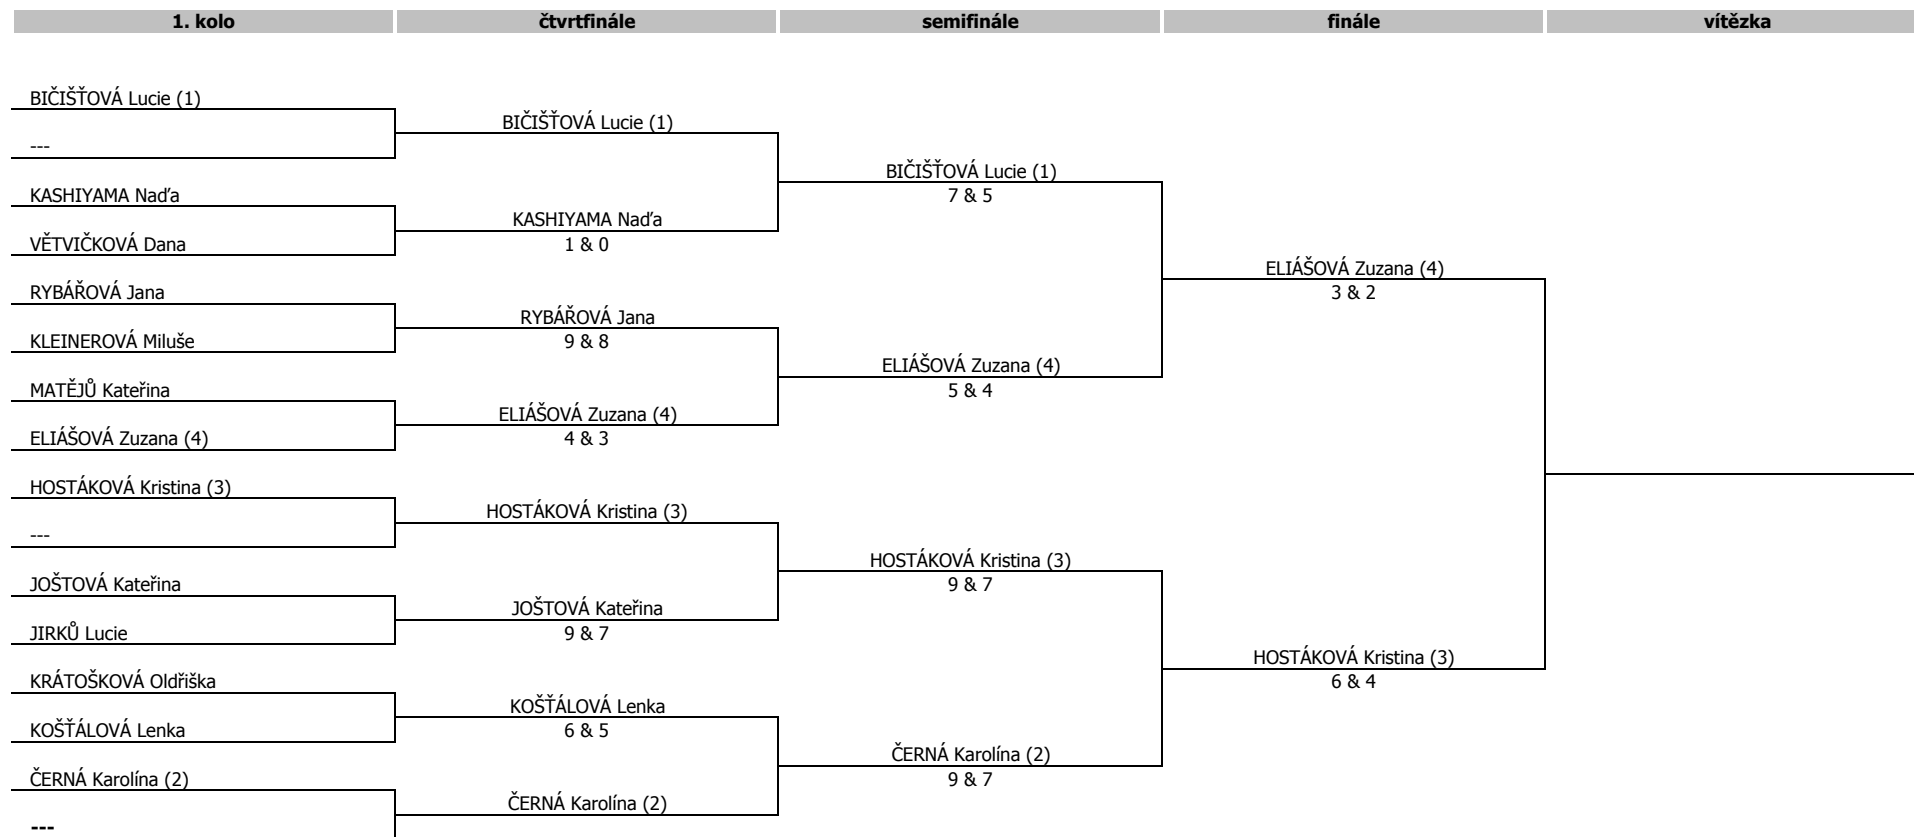 1. kolo
čtvrtfinále
semifinále
finále
vítězka
BIČIŠŤOVÁ Lucie (1)
---
KASHIYAMA Naďa
VĚTVIČKOVÁ Dana
RYBÁŘOVÁ Jana
KLEINEROVÁ Miluše
MATĚJŮ Kateřina
ELIÁŠOVÁ Zuzana (4)
HOSTÁKOVÁ Kristina (3)
---
JOŠTOVÁ Kateřina
JIRKŮ Lucie
KRÁTOŠKOVÁ Oldřiška
KOŠŤÁLOVÁ Lenka
ČERNÁ Karolína (2)
---
BIČIŠŤOVÁ Lucie (1)
KASHIYAMA Naďa
1 & 0
RYBÁŘOVÁ Jana
9 & 8
ELIÁŠOVÁ Zuzana (4)
4 & 3
HOSTÁKOVÁ Kristina (3)
JOŠTOVÁ Kateřina
9 & 7
KOŠŤÁLOVÁ Lenka
6 & 5
ČERNÁ Karolína (2)
BIČIŠŤOVÁ Lucie (1)
7 & 5
ELIÁŠOVÁ Zuzana (4)
5 & 4
HOSTÁKOVÁ Kristina (3)
9 & 7
ČERNÁ Karolína (2)
9 & 7
ELIÁŠOVÁ Zuzana (4)
3 & 2
HOSTÁKOVÁ Kristina (3)
6 & 4